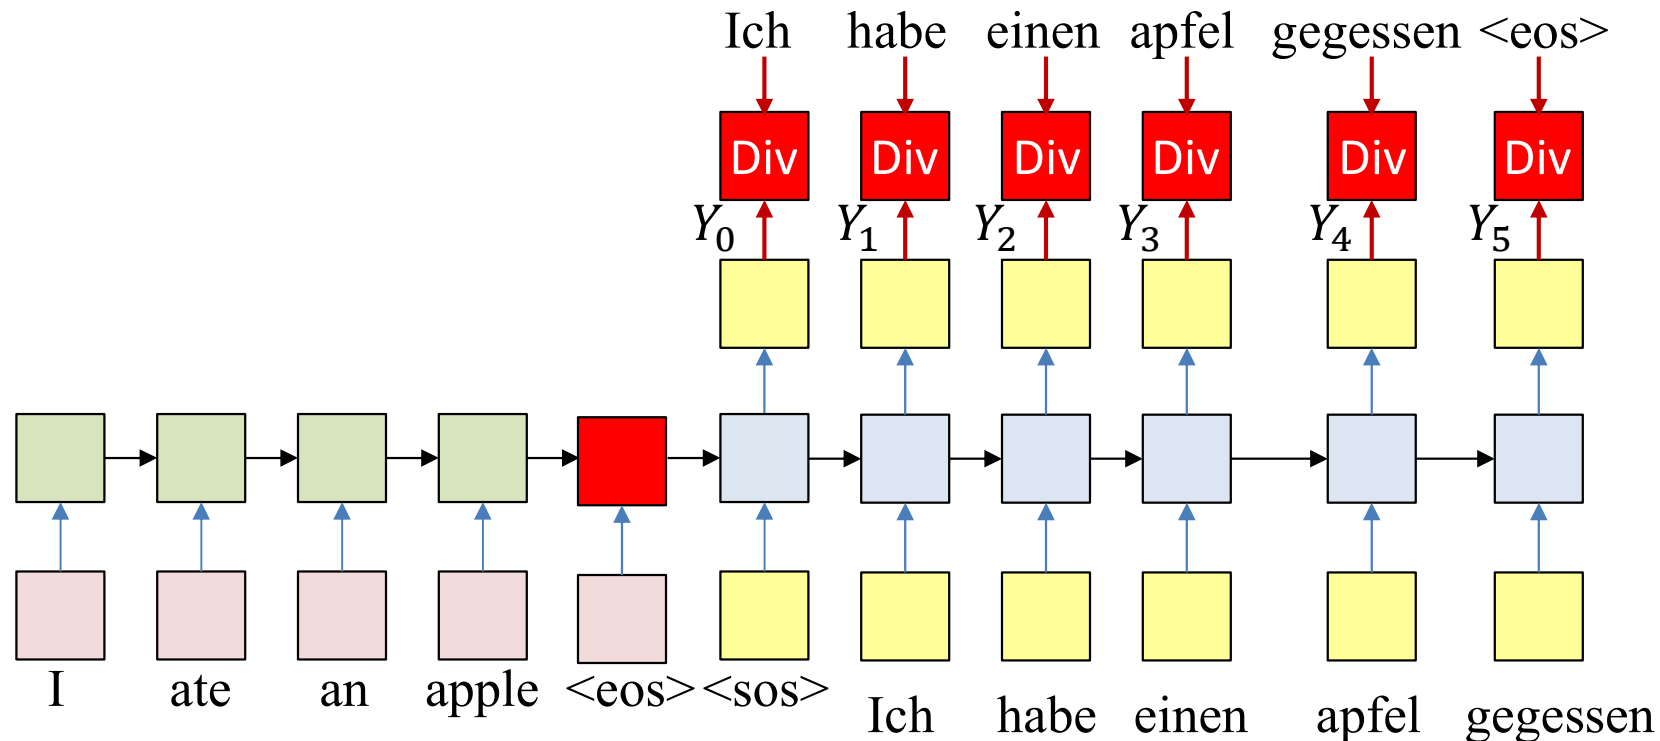 Ich habe einen apfel gegessen <eos>
Div Div Div Div Div Div
Y0 Y1 Y2 Y3 Y4 Y5
I ate an apple <eos> <sos>
Ich habe einen apfel gegessen